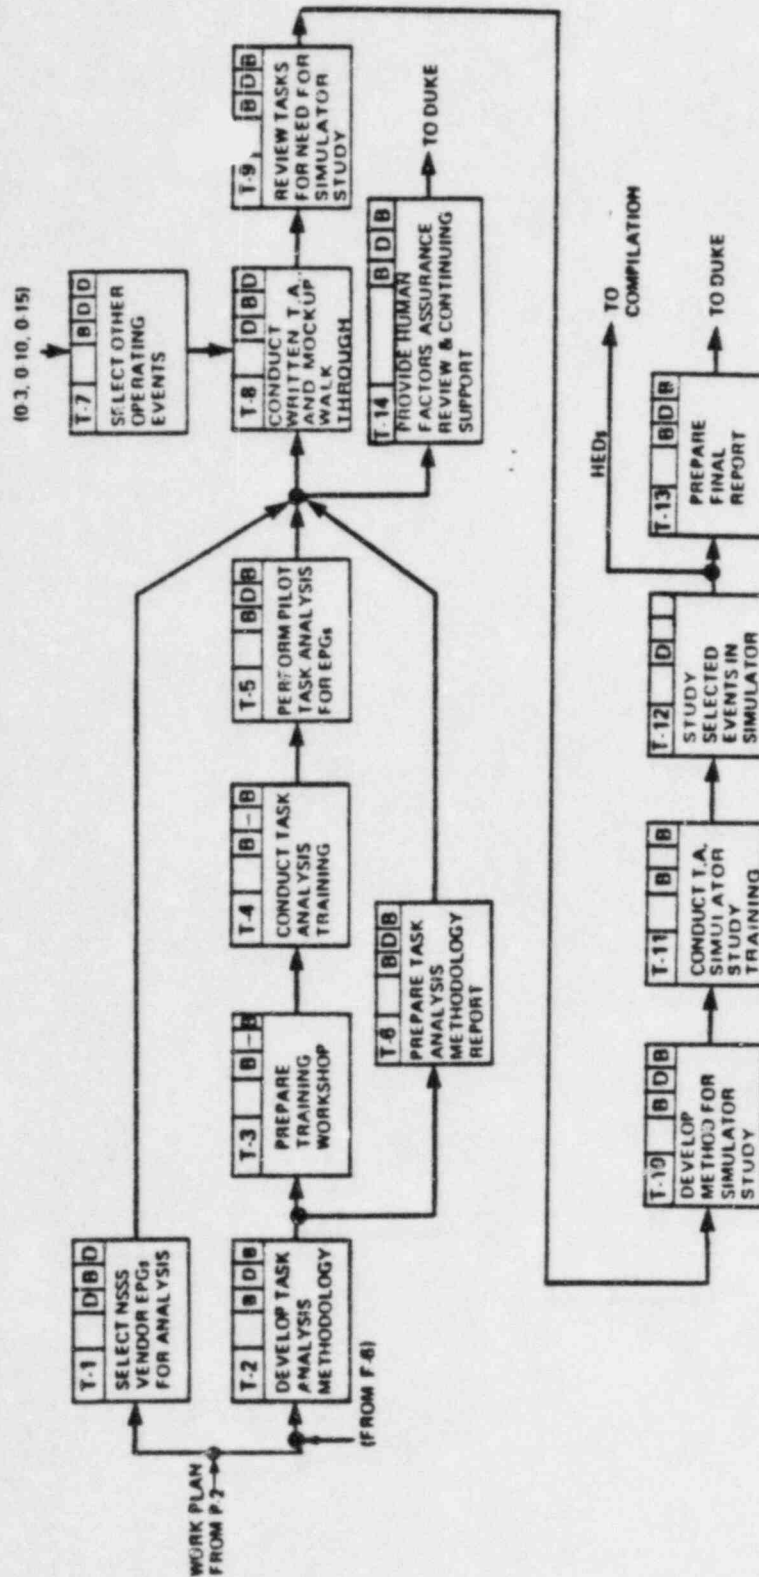 WORK PLAN
FROM P-2
(FROM F-6)
T-1 D B D
SELECT NSSS
VENDOR EPGs
FOR ANALYSIS
T-2 B D B
DEVELOP TASK
ANALYSIS
METHODOLOGY
T-3 B - B
PREPARE
TRAINING
WORKSHOP
T-4 B - B
CONDUCT TASK
ANALYSIS
TRAINING
T-5 B D B
PERFORM PILOT
TASK ANALYSIS
FOR EPGs
T-6 B D B
PREPARE TASK
ANALYSIS
METHODOLOGY
REPORT
(O-3, O-10, O-15)
T-7 B D D
SELECT OTHER
OPERATING
EVENTS
T-8 D B D
CONDUCT
WRITTEN T.A.
AND MOCKUP
WALK
THROUGH
T-9 B D B
REVIEW TASKS
FOR NEED FOR
SIMULATOR
STUDY
T-14 B D B
PROVIDE HUMAN
FACTORS ASSURANCE
REVIEW & CONTINUING
SUPPORT
TO DUKE
T-10 B D B
DEVELOP
METHOD FOR
SIMULATOR
STUDY
T-11 B B
CONDUCT T.A.
SIMULATOR
STUDY
TRAINING
T-12 D
STUDY
SELECTED
EVENTS IN
SIMULATOR
HEDs
TO
COMPILATION
T-13 B D B
PREPARE
FINAL
REPORT
TO DUKE